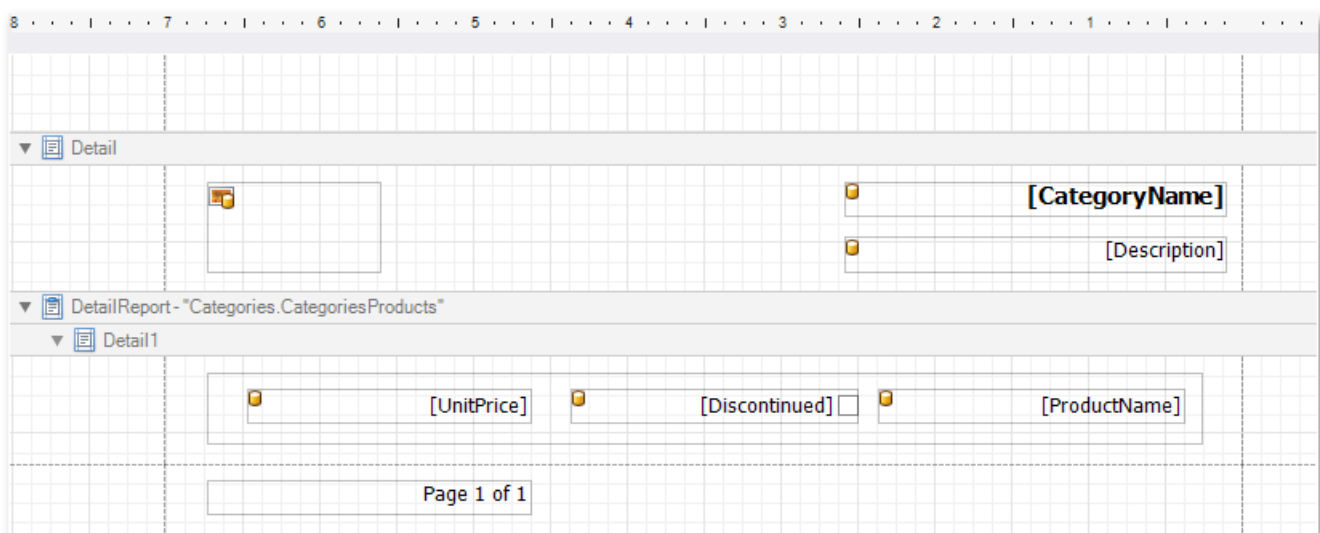 8 7 6 5 4 3 2 1
Detail
[CategoryName]
[Description]
DetailReport - "Categories.CategoriesProducts"
Detail1
[UnitPrice] [Discontinued] [ProductName]
Page 1 of 1